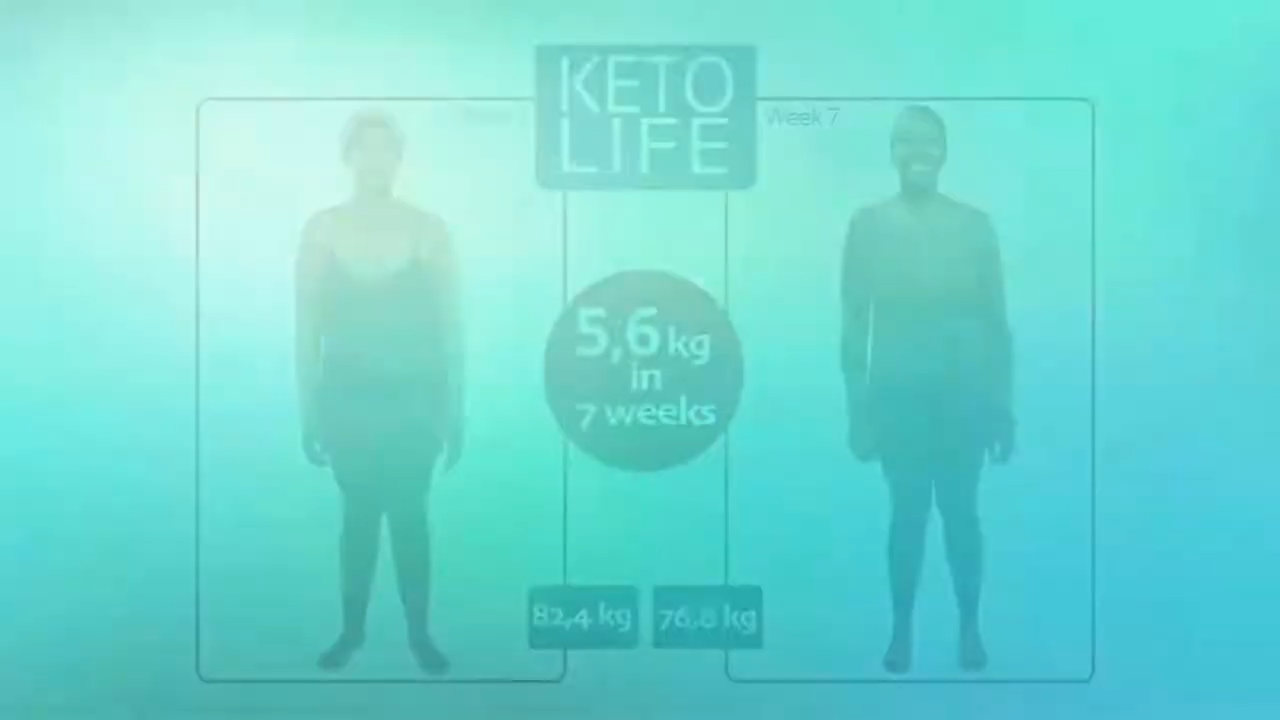 KETO
LIFE
Week 7
5,6 kg
in
7 weeks
82,4 kg
76,8 kg